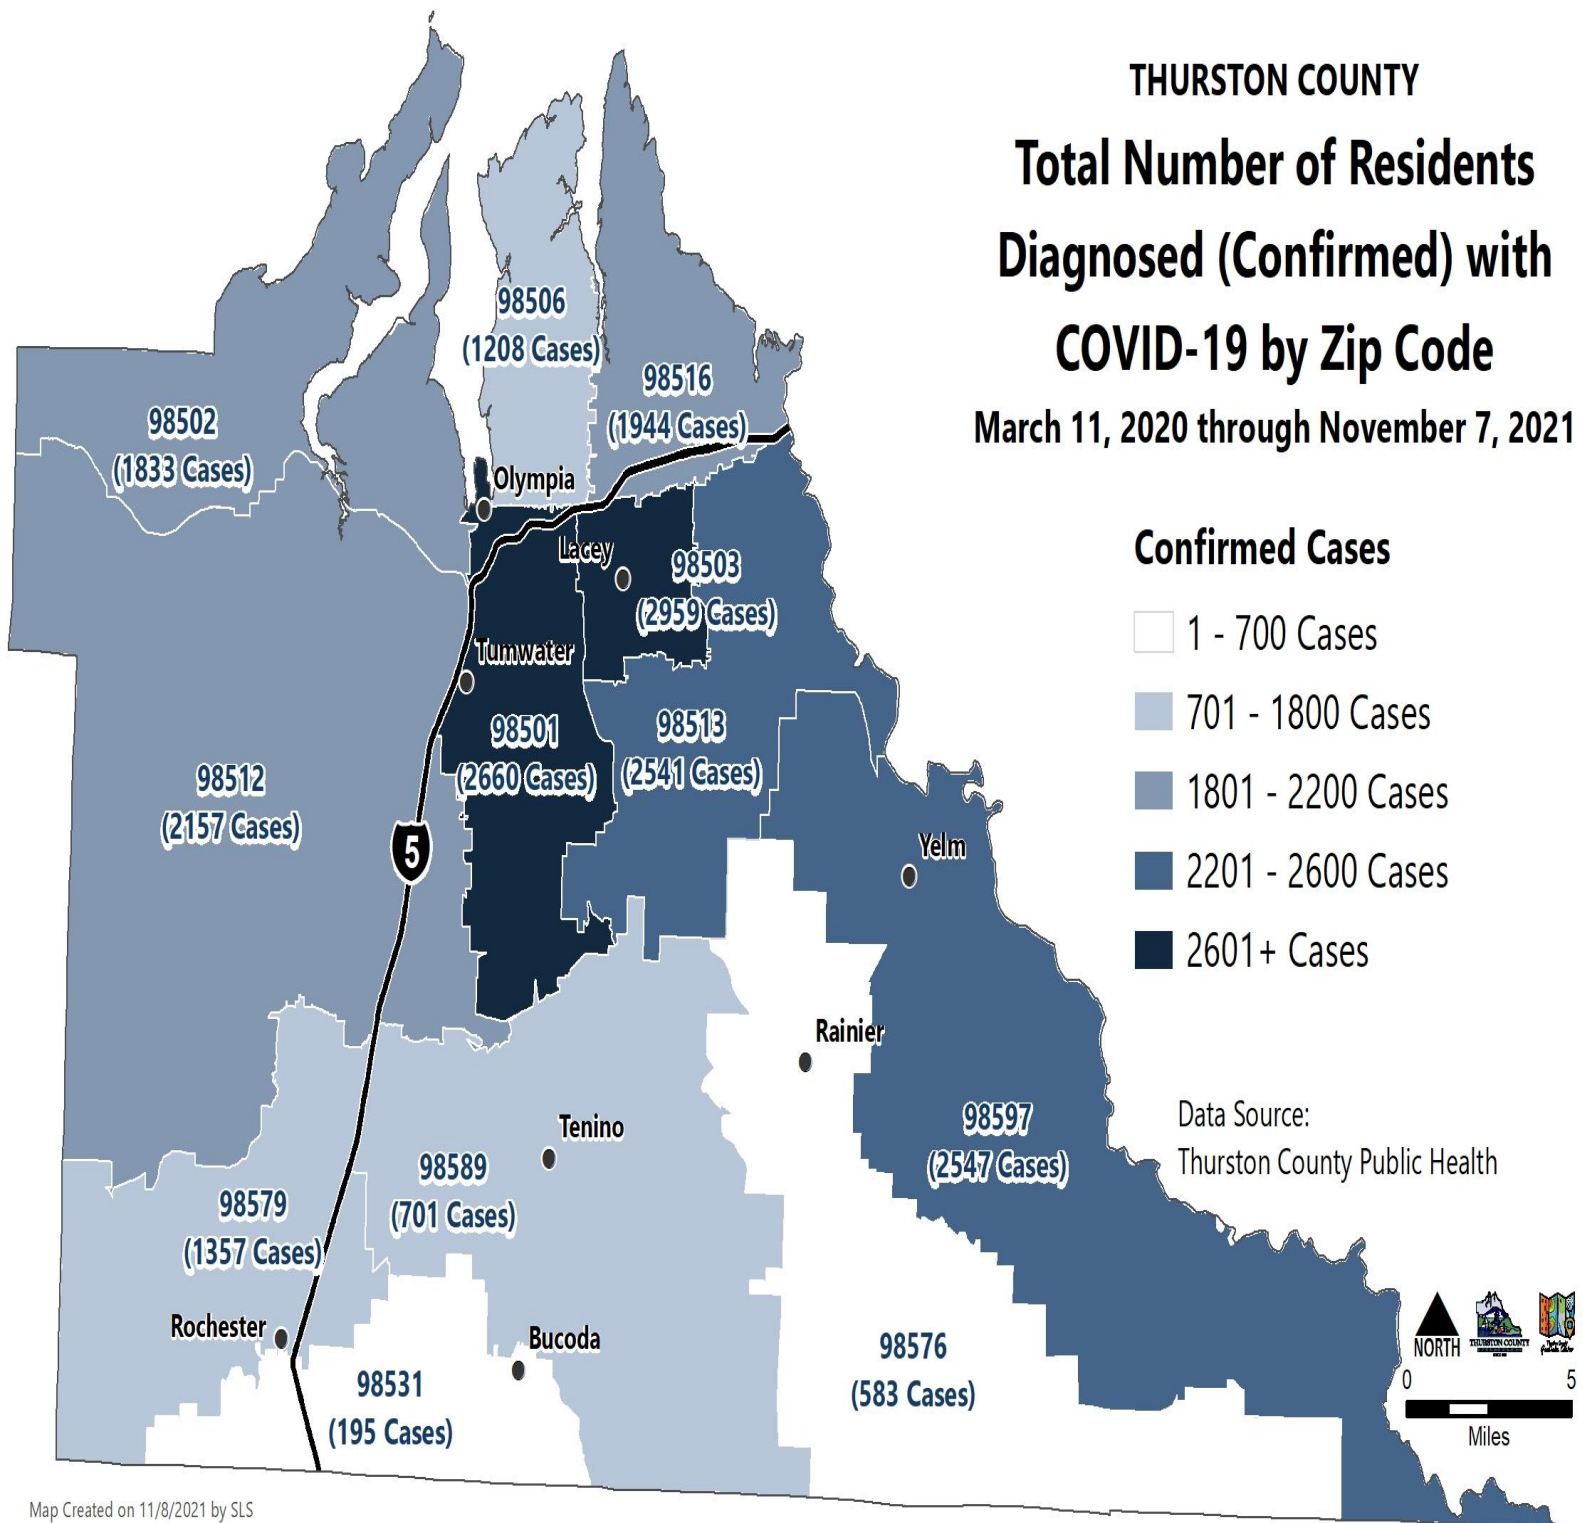 THURSTON COUNTY
Total Number of Residents
Diagnosed (Confirmed) with
COVID-19 by Zip Code
March 11, 2020 through November 7, 2021
98506
(1208 Cases)
98516
(1944 Cases)
98502
(1833 Cases)
Olympia
Lacey
98503
(2959 Cases)
Tumwater
98501
(2660 Cases)
98513
(2541 Cases)
98512
(2157 Cases)
5
Yelm
Rainier
Tenino
98589
(701 Cases)
98597
(2547 Cases)
98579
(1357 Cases)
Rochester
Bucoda
98531
(195 Cases)
98576
(583 Cases)
Confirmed Cases
1 - 700 Cases
701 - 1800 Cases
1801 - 2200 Cases
2201 - 2600 Cases
2601+ Cases
Data Source:
Thurston County Public Health
NORTH
THURSTON COUNTY
0 5
Miles
Map Created on 11/8/2021 by SLS